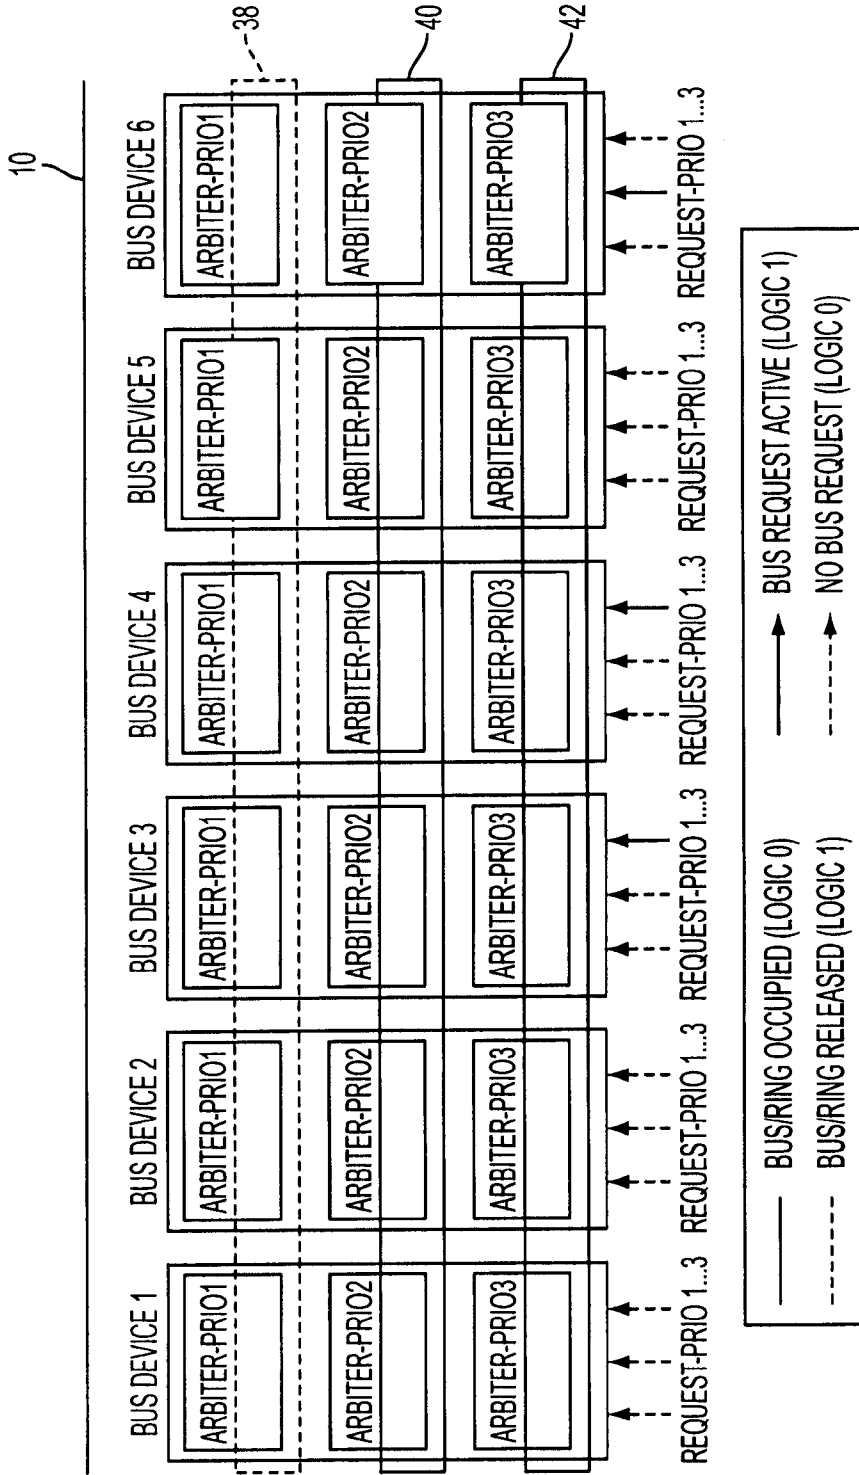 10
BUS DEVICE 1
BUS DEVICE 2
BUS DEVICE 3
BUS DEVICE 4
BUS DEVICE 5
BUS DEVICE 6
ARBITER-PRIO1
ARBITER-PRIO1
ARBITER-PRIO1
ARBITER-PRIO1
ARBITER-PRIO1
ARBITER-PRIO1
38
ARBITER-PRIO2
ARBITER-PRIO2
ARBITER-PRIO2
ARBITER-PRIO2
ARBITER-PRIO2
ARBITER-PRIO2
40
ARBITER-PRIO3
ARBITER-PRIO3
ARBITER-PRIO3
ARBITER-PRIO3
ARBITER-PRIO3
ARBITER-PRIO3
42
REQUEST-PRIO 1...3
REQUEST-PRIO 1...3
REQUEST-PRIO 1...3
REQUEST-PRIO 1...3
REQUEST-PRIO 1...3
REQUEST-PRIO 1...3
BUS/RING OCCUPIED (LOGIC 0)
BUS REQUEST ACTIVE (LOGIC 1)
BUS/RING RELEASED (LOGIC 1)
NO BUS REQUEST (LOGIC 0)